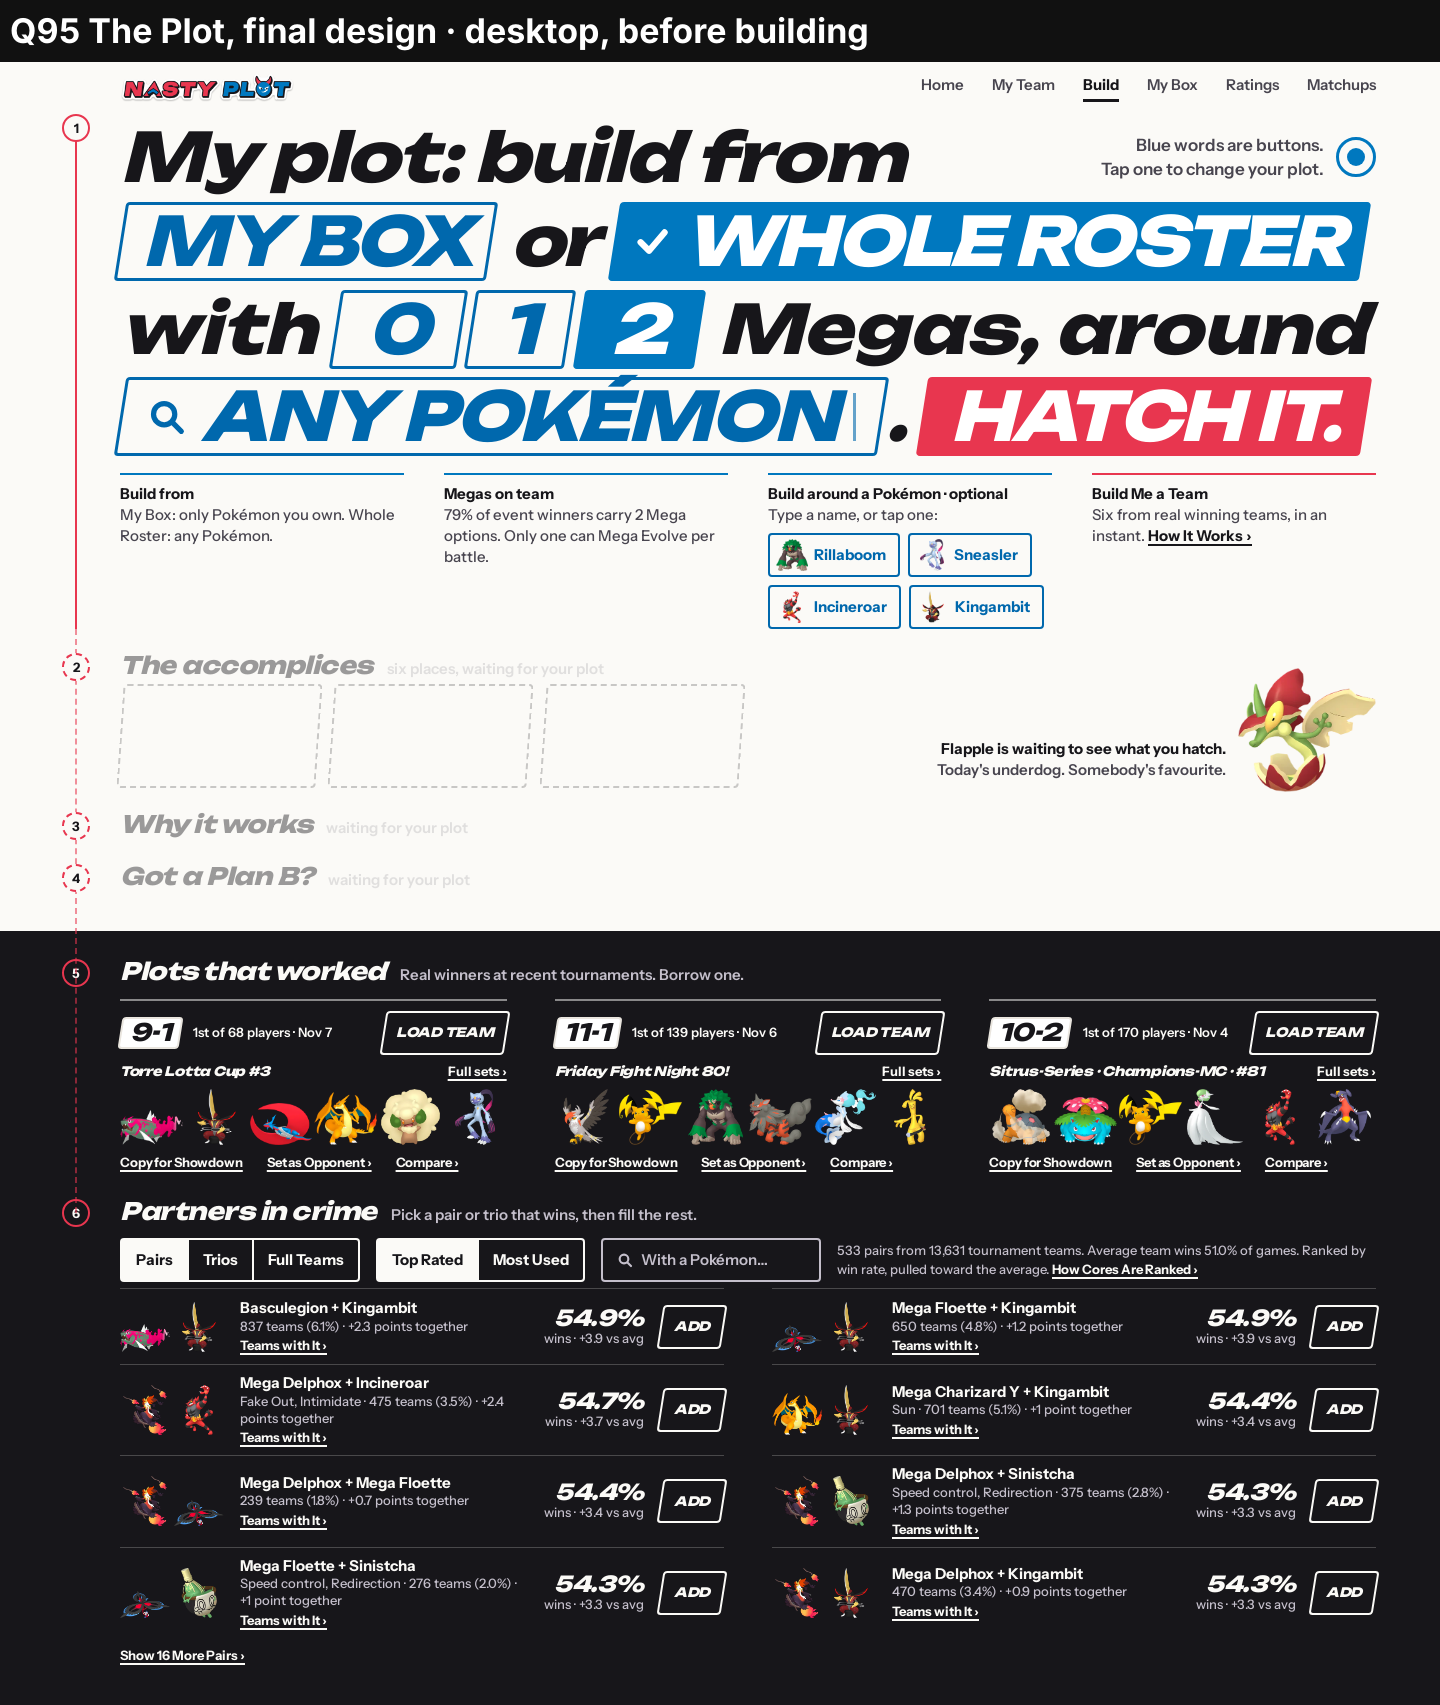 Q95 The Plot, final design · desktop, before building
NASTY PLOT
Home
My Team
Build
My Box
Ratings
Matchups
1
My plot: build from
Blue words are buttons.
Tap one to change your plot.
MY BOX or WHOLE ROSTER
with 0 1 2 Megas, around
ANY POKÉMON . HATCH IT.
Build from
My Box: only Pokémon you own. Whole
Roster: any Pokémon.
Megas on team
79% of event winners carry 2 Mega
options. Only one can Mega Evolve per
battle.
Build around a Pokémon · optional
Type a name, or tap one:
Rillaboom
Sneasler
Incineroar
Kingambit
Build Me a Team
Six from real winning teams, in an
instant. How It Works ›
2
The accomplices six places, waiting for your plot
Flapple is waiting to see what you hatch.
Today's underdog. Somebody's favourite.
3
Why it works waiting for your plot
4
Got a Plan B? waiting for your plot
5
Plots that worked Real winners at recent tournaments. Borrow one.
9-1 1st of 68 players · Nov 7 LOAD TEAM
Torre Lotta Cup #3 Full sets ›
Copy for Showdown Set as Opponent › Compare ›
11-1 1st of 139 players · Nov 6 LOAD TEAM
Friday Fight Night 80! Full sets ›
Copy for Showdown Set as Opponent › Compare ›
10-2 1st of 170 players · Nov 4 LOAD TEAM
Sitrus-Series · Champions-MC · #81 Full sets ›
Copy for Showdown Set as Opponent › Compare ›
6
Partners in crime Pick a pair or trio that wins, then fill the rest.
Pairs Trios Full Teams
Top Rated Most Used
With a Pokémon...
533 pairs from 13,631 tournament teams. Average team wins 51.0% of games. Ranked by
win rate, pulled toward the average. How Cores Are Ranked ›
Basculegion + Kingambit
837 teams (6.1%) · +2.3 points together
Teams with It ›
54.9%
wins · +3.9 vs avg
ADD
Mega Floette + Kingambit
650 teams (4.8%) · +1.2 points together
Teams with It ›
54.9%
wins · +3.9 vs avg
ADD
Mega Delphox + Incineroar
Fake Out, Intimidate · 475 teams (3.5%) · +2.4
points together
Teams with It ›
54.7%
wins · +3.7 vs avg
ADD
Mega Charizard Y + Kingambit
Sun · 701 teams (5.1%) · +1 point together
Teams with It ›
54.4%
wins · +3.4 vs avg
ADD
Mega Delphox + Mega Floette
239 teams (1.8%) · +0.7 points together
Teams with It ›
54.4%
wins · +3.4 vs avg
ADD
Mega Delphox + Sinistcha
Speed control, Redirection · 375 teams (2.8%) ·
+1.3 points together
Teams with It ›
54.3%
wins · +3.3 vs avg
ADD
Mega Floette + Sinistcha
Speed control, Redirection · 276 teams (2.0%) ·
+1 point together
Teams with It ›
54.3%
wins · +3.3 vs avg
ADD
Mega Delphox + Kingambit
470 teams (3.4%) · +0.9 points together
Teams with It ›
54.3%
wins · +3.3 vs avg
ADD
Show 16 More Pairs ›